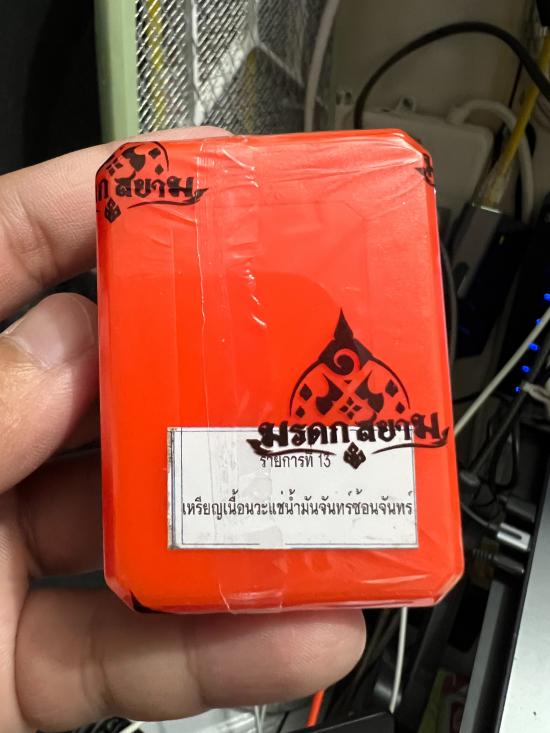 มรดกสยาม
มรดกสยาม
รายการที่ 13
เหรียญเนื้อนวะแช่น้ำมันจันทร์ซ้อนจันทร์